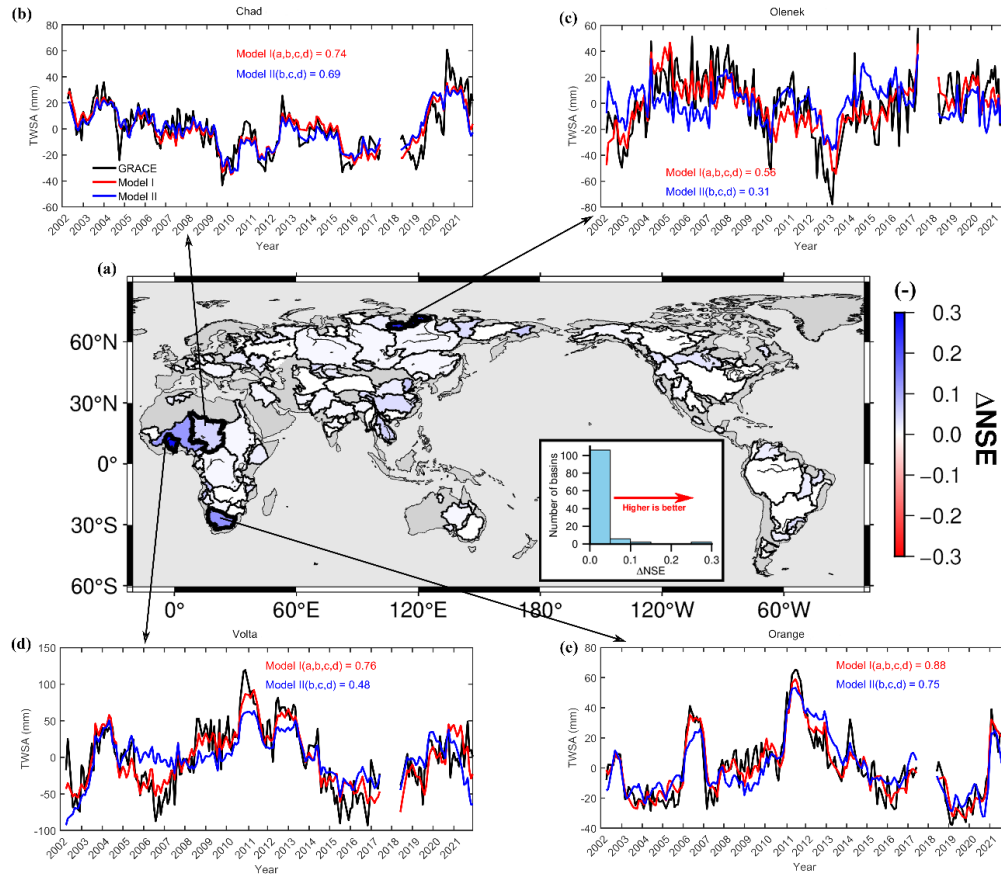 (b)
Chad
Model I(a,b,c,d) = 0.74
Model II(b,c,d) = 0.69
TWSA (mm)
60
40
20
0
-20
-40
-60
GRACE
Model I
Model II
2002 2003 2004 2005 2006 2007 2008 2009 2010 2011 2012 2013 2014 2015 2016 2017 2018 2019 2020 2021
Year
(c)
Olenek
TWSA (mm)
60
40
20
0
-20
-40
-60
-80
Model I(a,b,c,d) = 0.56
Model II(b,c,d) = 0.31
2002 2003 2004 2005 2006 2007 2008 2009 2010 2011 2012 2013 2014 2015 2016 2017 2018 2019 2020 2021
Year
(a)
60°N
30°N
0°
30°S
60°S
0° 60°E 120°E 180° 120°W 60°W
Number of basins
100
80
60
40
20
0
Higher is better
0.0 0.1 0.2 0.3
ΔNSE
(-)
0.3
0.2
0.1
0.0
-0.1
-0.2
-0.3
ΔNSE
(d)
Volta
Model I(a,b,c,d) = 0.76
Model II(b,c,d) = 0.48
TWSA (mm)
150
100
50
0
-50
-100
2002 2003 2004 2005 2006 2007 2008 2009 2010 2011 2012 2013 2014 2015 2016 2017 2018 2019 2020 2021
Year
(e)
Orange
Model I(a,b,c,d) = 0.88
Model II(b,c,d) = 0.75
TWSA (mm)
80
60
40
20
0
-20
-40
2002 2003 2004 2005 2006 2007 2008 2009 2010 2011 2012 2013 2014 2015 2016 2017 2018 2019 2020 2021
Year